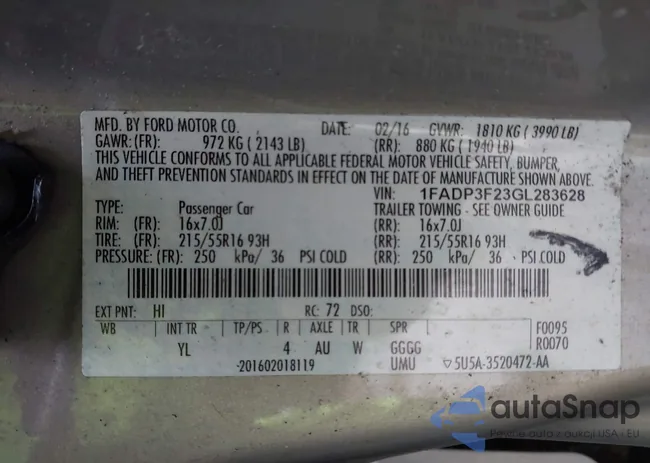 MFD. BY FORD MOTOR CO. DATE: 02/16 GVWR: 1810 KG ( 3990 LB)
GAWR: (FR): 972 KG ( 2143 LB) (RR): 880 KG ( 1940 LB)
THIS VEHICLE CONFORMS TO ALL APPLICABLE FEDERAL MOTOR VEHICLE SAFETY, BUMPER,
AND THEFT PREVENTION STANDARDS IN EFFECT ON THE DATE OF MANUFACTURE SHOWN ABOVE.
VIN: 1FADP3F23GL283628
TYPE: Passenger Car TRAILER TOWING - SEE OWNER GUIDE
RIM: (FR) 16x7.0J (RR): 16x7.0J
TIRE: (FR) 215/55R16 93H (RR): 215/55R16 93H
PRESSURE: (FR): 250 kPa/ 36 PSI COLD (RR): 250 kPa/ 36 PSI COLD
EXT PNT: HI RC: 72 DSO:
WB INT TR TP/PS R AXLE TR SPR F0095
YL 4 AU W GGGG R0070
-201602018119 UMU ▽5U5A-3520472-AA
autaSnap
Pewne auto z aukcji USA - EU